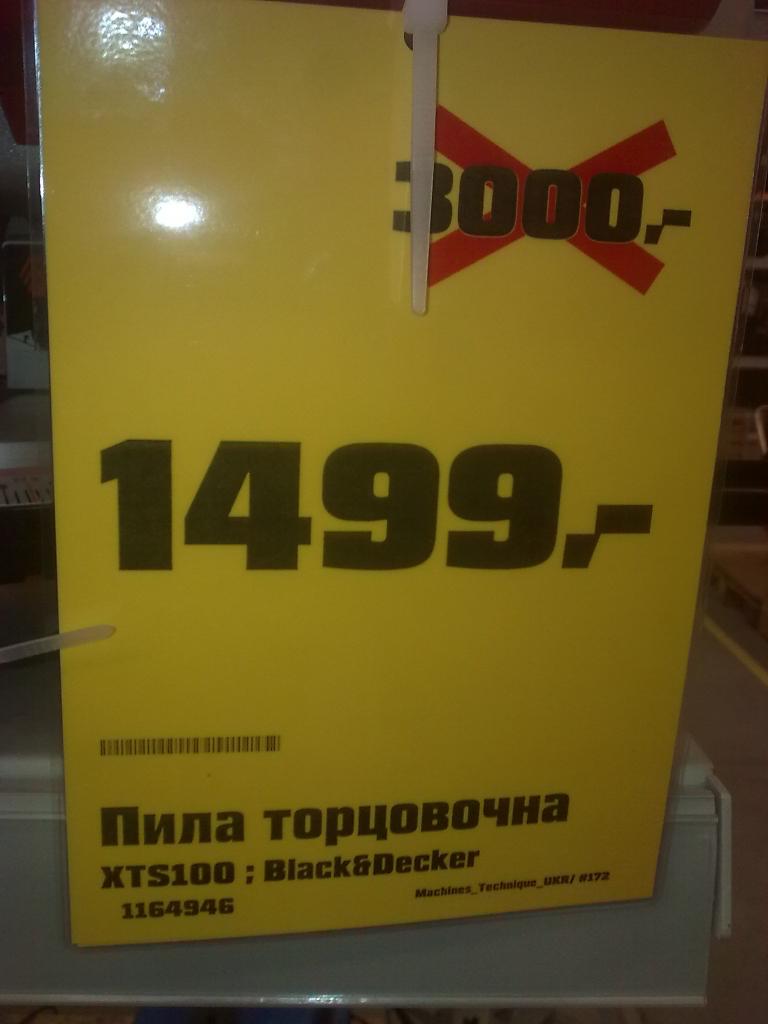 3000,-
1499,-
Пила торцовочна
XTS100 ; Black&Decker
Machines_Technique_UKR/ #172
1164946